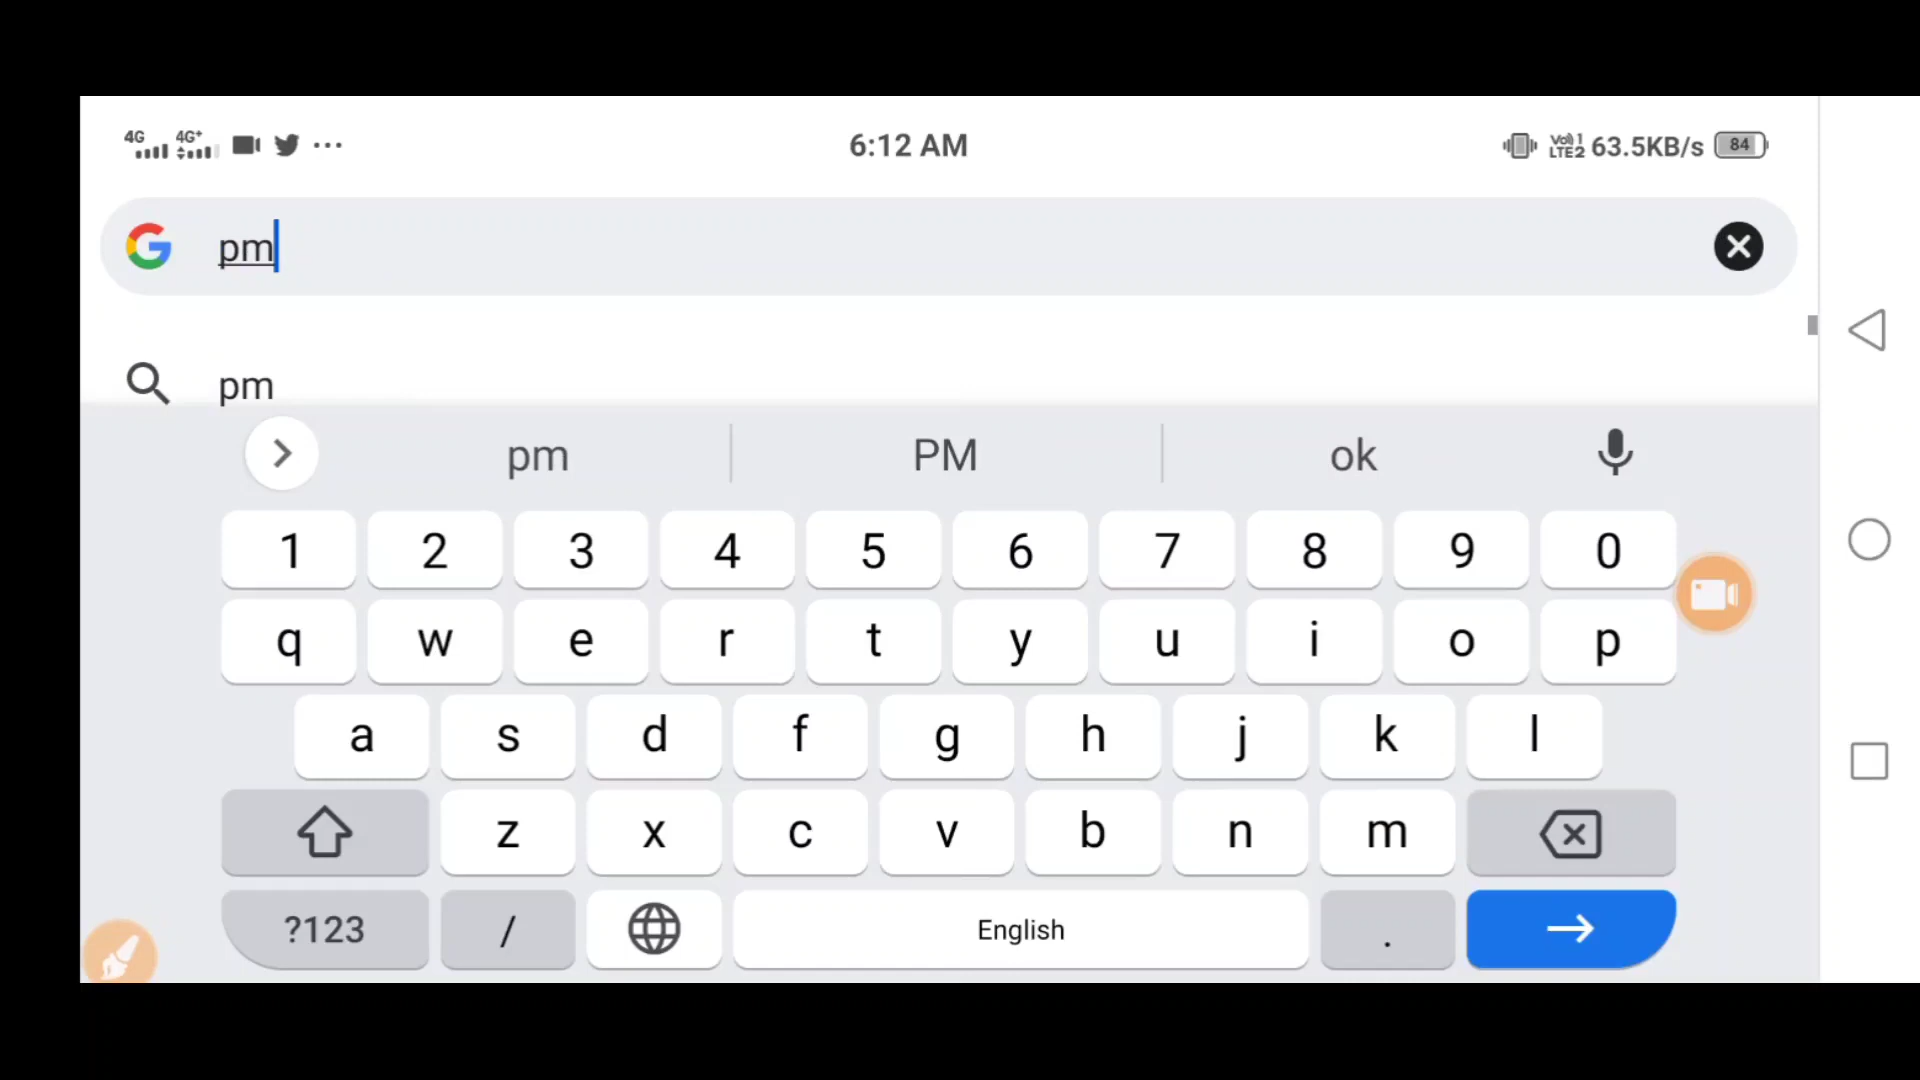 4G 4G+ 6:12 AM Vo) 1 LTE2 63.5KB/s 84
pm
pm
pm PM ok
1 2 3 4 5 6 7 8 9 0
q w e r t y u i o p
a s d f g h j k l
z x c v b n m
?123 / English .